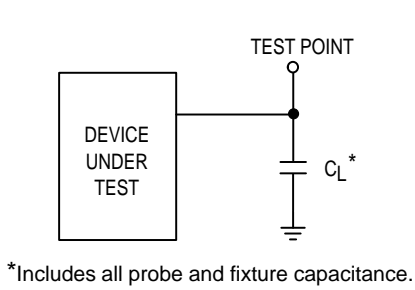 TEST POINT
DEVICE
UNDER
TEST
CL*
*Includes all probe and fixture capacitance.